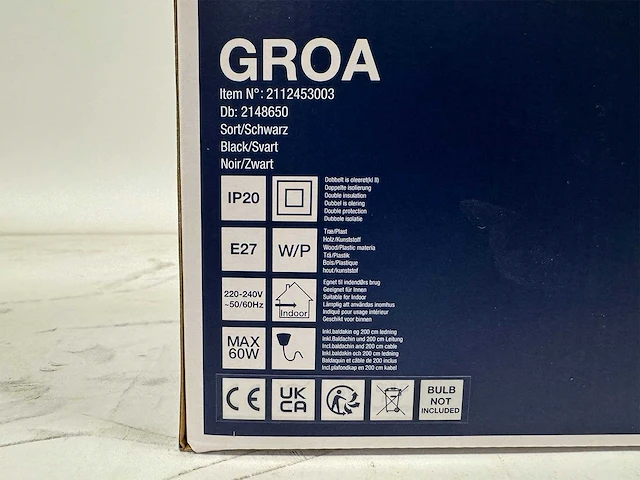 GROA
Item N°: 2112453003
Db: 2148650
Sort/Schwarz
Black/Svart
Noir/Zwart
IP20
Dobbelt is oleeret(kl II)
Doppelte isolierung
Double insulation
Dubbel is olering
Double protection
Dubbele isolatie
E27
W/P
Træ/Plast
Holz/Kunststoff
Wood/Plastic materia
Trä/Plastik
Bois/Plastique
hout/kunststof
220-240V
~50/60Hz
Indoor
Egnet til indendørs brug
Geeignet für Innen
Suitable for Indoor
Lämplig att användas inomhus
Indiqué pour usage intérieur
Geschikt voor binnen
MAX
60W
Inkl.baldakin og 200 cm ledning
Inkl.Baldachin und 200 cm Leitung
Incl.baldachin and 200 cm cable
Inkl.baldakin och 200 cm ledning
Baldaquin et câble de 200 inclus
Incl.plafondkap en 200 cm kabel
CE
UK
CA
BULB
NOT
INCLUDED